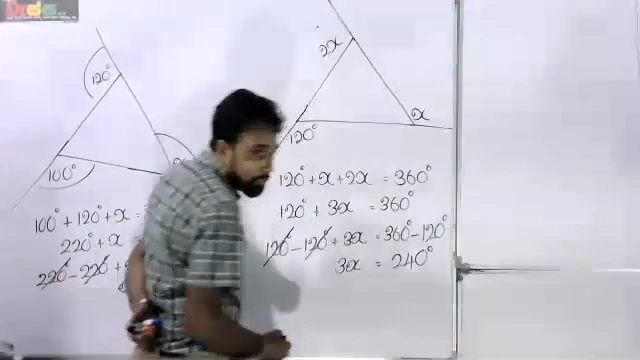 120°
100°
100° + 120° + x =
220° + x =
220° - 220° +
2x
x
120°
120° + x + 2x = 360°
120° + 3x = 360°
120° - 120° + 3x = 360° - 120°
3x = 240°